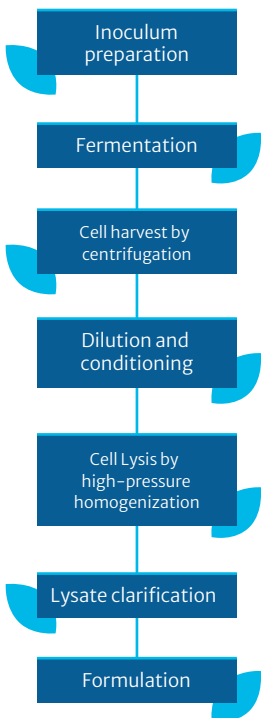 Inoculum
preparation
Fermentation
Cell harvest by
centrifugation
Dilution and
conditioning
Cell Lysis by
high-pressure
homogenization
Lysate clarification
Formulation